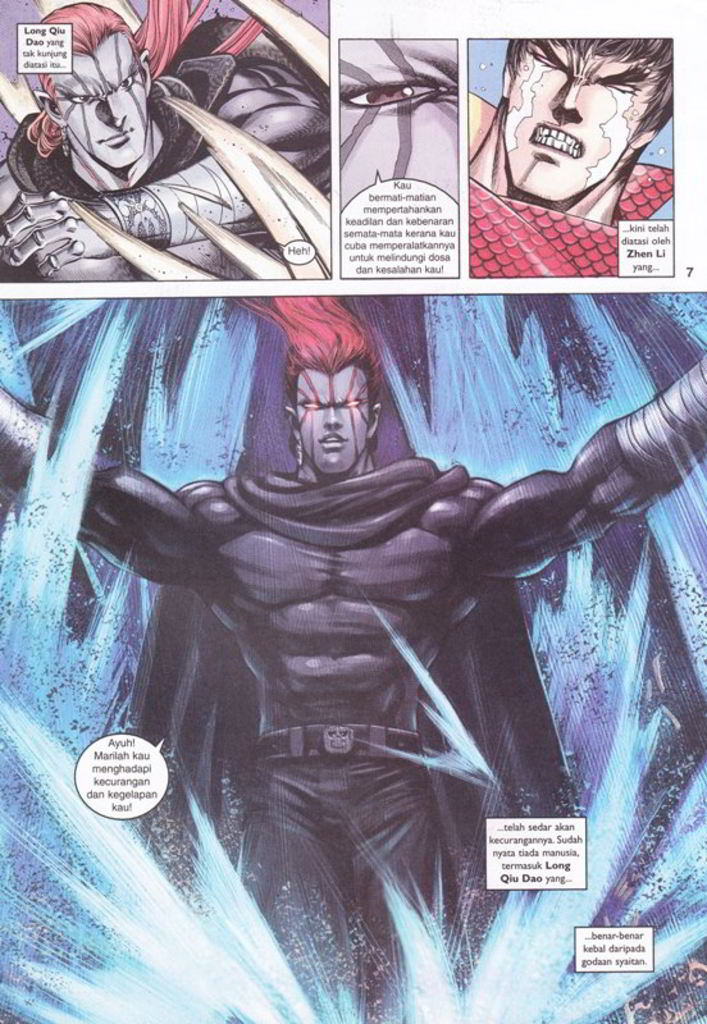 Long Qiu
Dao yang
tak kunjung
diatasi itu...
Heh!
Kau
bermati-matian
mempertahankan
keadilan dan kebenaran
semata-mata kerana kau
cuba memperalatkannya
untuk melindungi dosa
dan kesalahan kau!
...kini telah
diatasi oleh
Zhen Li
yang...
7
Ayuh!
Marilah kau
menghadapi
kecurangan
dan kegelapan
kau!
...telah sedar akan
kecurangannya. Sudah
nyata tiada manusia,
termasuk Long
Qiu Dao yang...
...benar-benar
kebal daripada
godaan syaitan.